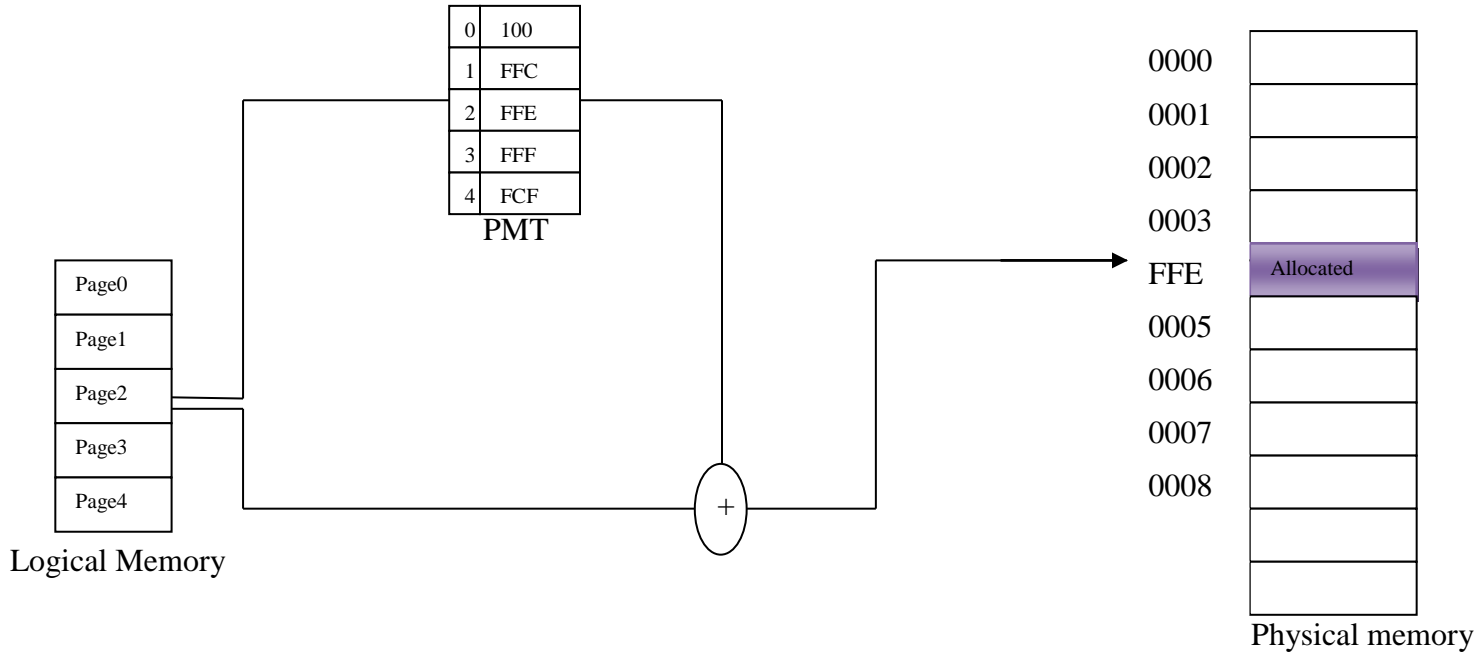 0 100
1 FFC
2 FFE
3 FFF
4 FCF
PMT
Page0
Page1
Page2
Page3
Page4
Logical Memory
+
0000
0001
0002
0003
FFE
Allocated
0005
0006
0007
0008
Physical memory